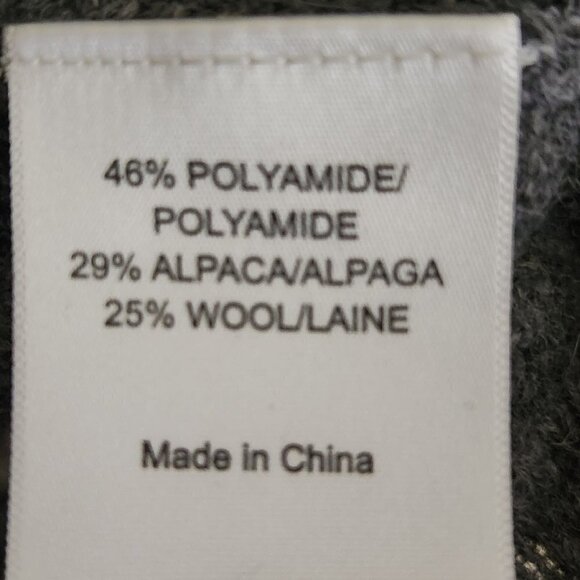 46% POLYAMIDE/
POLYAMIDE
29% ALPACA/ALPAGA
25% WOOL/LAINE
Made in China